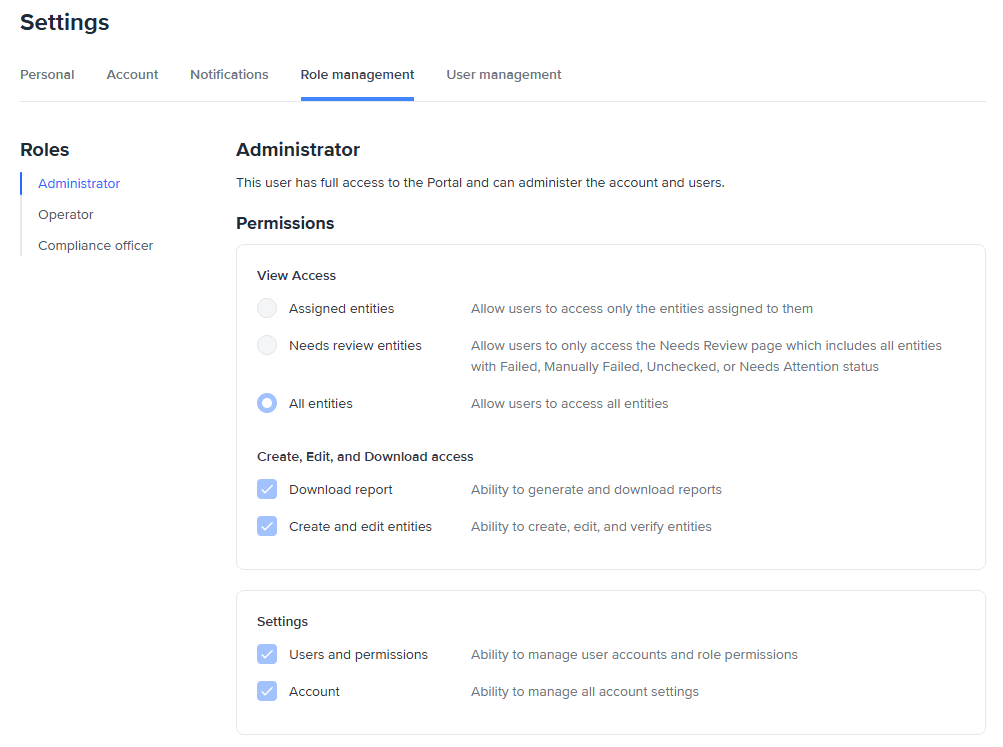 Settings
Personal
Account
Notifications
Role management
User management
Roles
Administrator
Operator
Compliance officer
Administrator
This user has full access to the Portal and can administer the account and users.
Permissions
View Access
Assigned entities
Allow users to access only the entities assigned to them
Needs review entities
Allow users to only access the Needs Review page which includes all entities
with Failed, Manually Failed, Unchecked, or Needs Attention status
All entities
Allow users to access all entities
Create, Edit, and Download access
Download report
Ability to generate and download reports
Create and edit entities
Ability to create, edit, and verify entities
Settings
Users and permissions
Ability to manage user accounts and role permissions
Account
Ability to manage all account settings